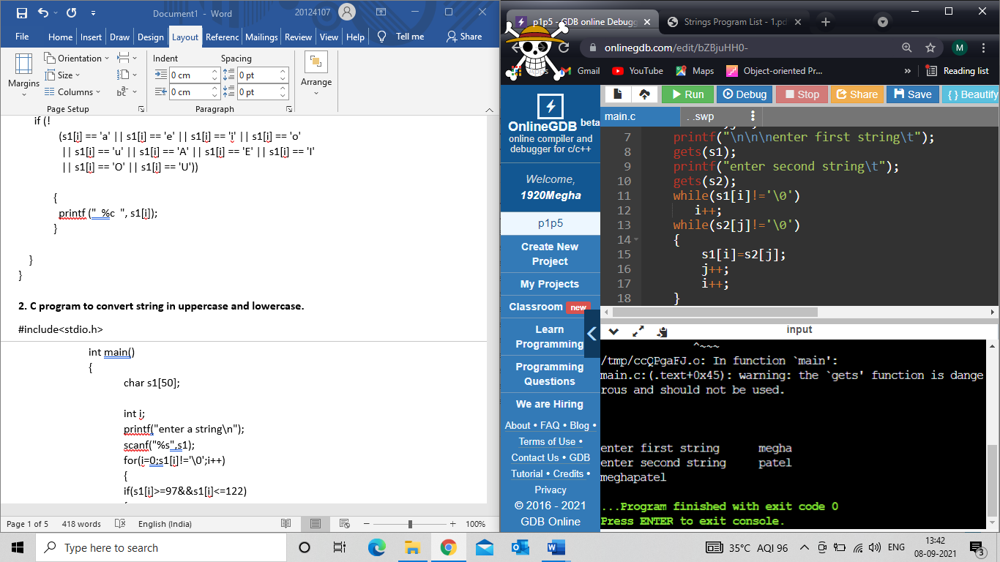 Document1 - Word
20124107
File
Home
Insert
Draw
Design
Layout
Referenc
Mailings
Review
View
Help
Tell me
Share
Margins
Orientation
Size
Columns
Page Setup
Indent
Spacing
0 cm
0 pt
0 cm
0 pt
Paragraph
Arrange
if (!
(s1[i] == 'a' || s1[i] == 'e' || s1[i] == 'i' || s1[i] == 'o'
|| s1[i] == 'u' || s1[i] == 'A' || s1[i] == 'E' || s1[i] == 'I'
|| s1[i] == 'O' || s1[i] == 'U'))
{
printf ("  %c  ", s1[i]);
}
}
}
2. C program to convert string in uppercase and lowercase.
#include<stdio.h>
int main()
{
char s1[50];
int i;
printf("enter a string\n");
scanf("%s",s1);
for(i=0;s1[i]!='\0';i++)
{
if(s1[i]>=97&&s1[i]<=122)
Page 1 of 5
418 words
English (India)
100%
p1p5 - GDB online Debugg
Strings Program List - 1.pd
onlinegdb.com/edit/bZBjuHH0-
M
Apps
Gmail
YouTube
Maps
Object-oriented Pr...
»
Reading list
OnlineGDB beta
online compiler and
debugger for c/c++
Welcome,
1920Megha
p1p5
Create New
Project
My Projects
Classroom new
Learn
Programming
Programming
Questions
We are Hiring
About • FAQ • Blog •
Terms of Use •
Contact Us • GDB
Tutorial • Credits •
Privacy
© 2016 - 2021
GDB Online
Run
Debug
Stop
Share
Save
{ } Beautify
main.c
. .swp
7 printf("\n\n\nenter first string\t");
8 gets(s1);
9 printf("enter second string\t");
10 gets(s2);
11 while(s1[i]!='\0')
12 i++;
13 while(s2[j]!='\0')
14 {
15 s1[i]=s2[j];
16 j++;
17 i++;
18 }
input
^~~~
/tmp/ccQPgaFJ.o: In function `main':
main.c:(.text+0x45): warning: the `gets' function is dange
rous and should not be used.
enter first string megha
enter second string patel
meghapatel
...Program finished with exit code 0
Press ENTER to exit console.
Type here to search
35°C AQI 96
ENG
13:42
08-09-2021
3